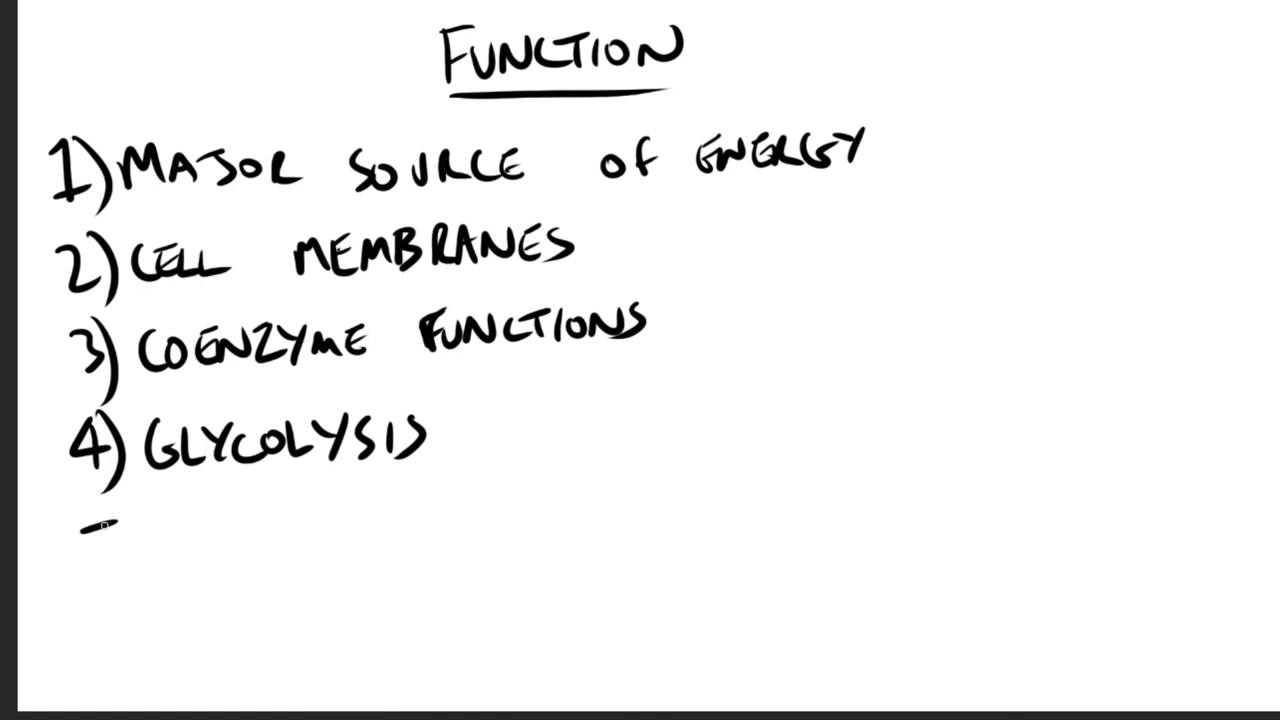 FUNCTION
1) MAJOR SOURCE OF ENERGY
2) CELL MEMBRANES
3) COENZYME FUNCTIONS
4) GLYCOLYSIS